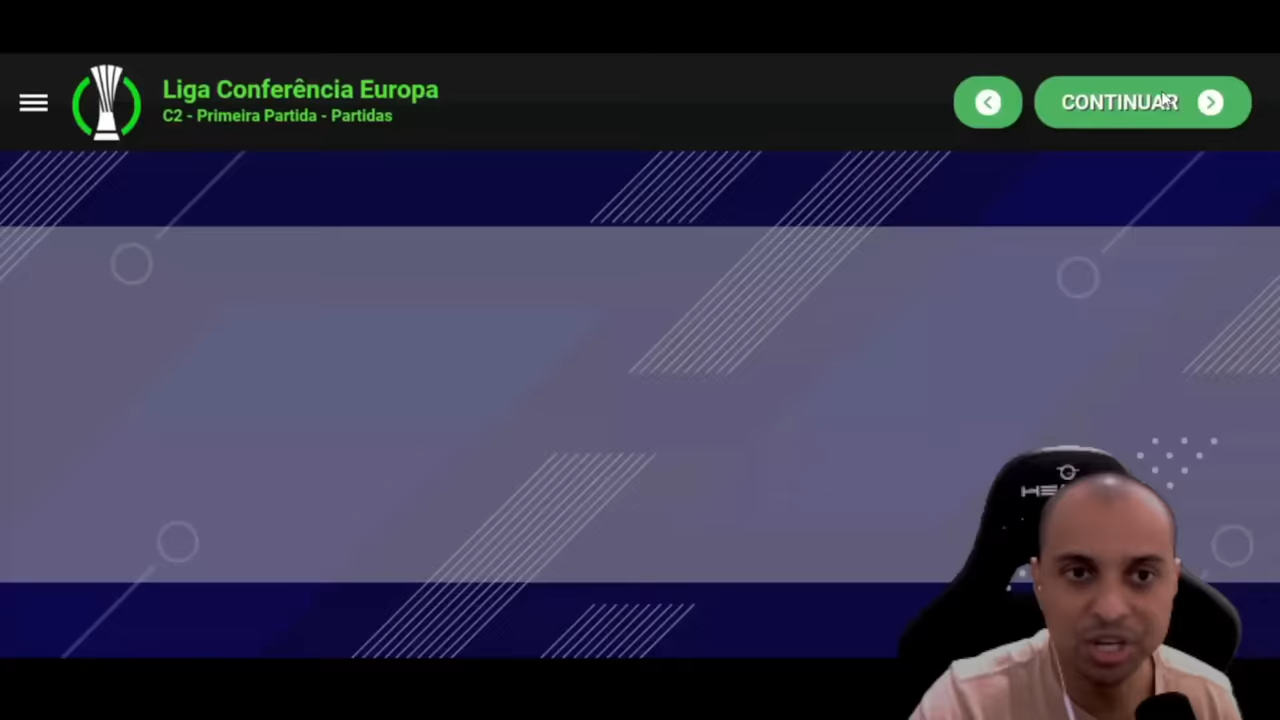 Liga Conferência Europa
C2 - Primeira Partida - Partidas
CONTINUAR